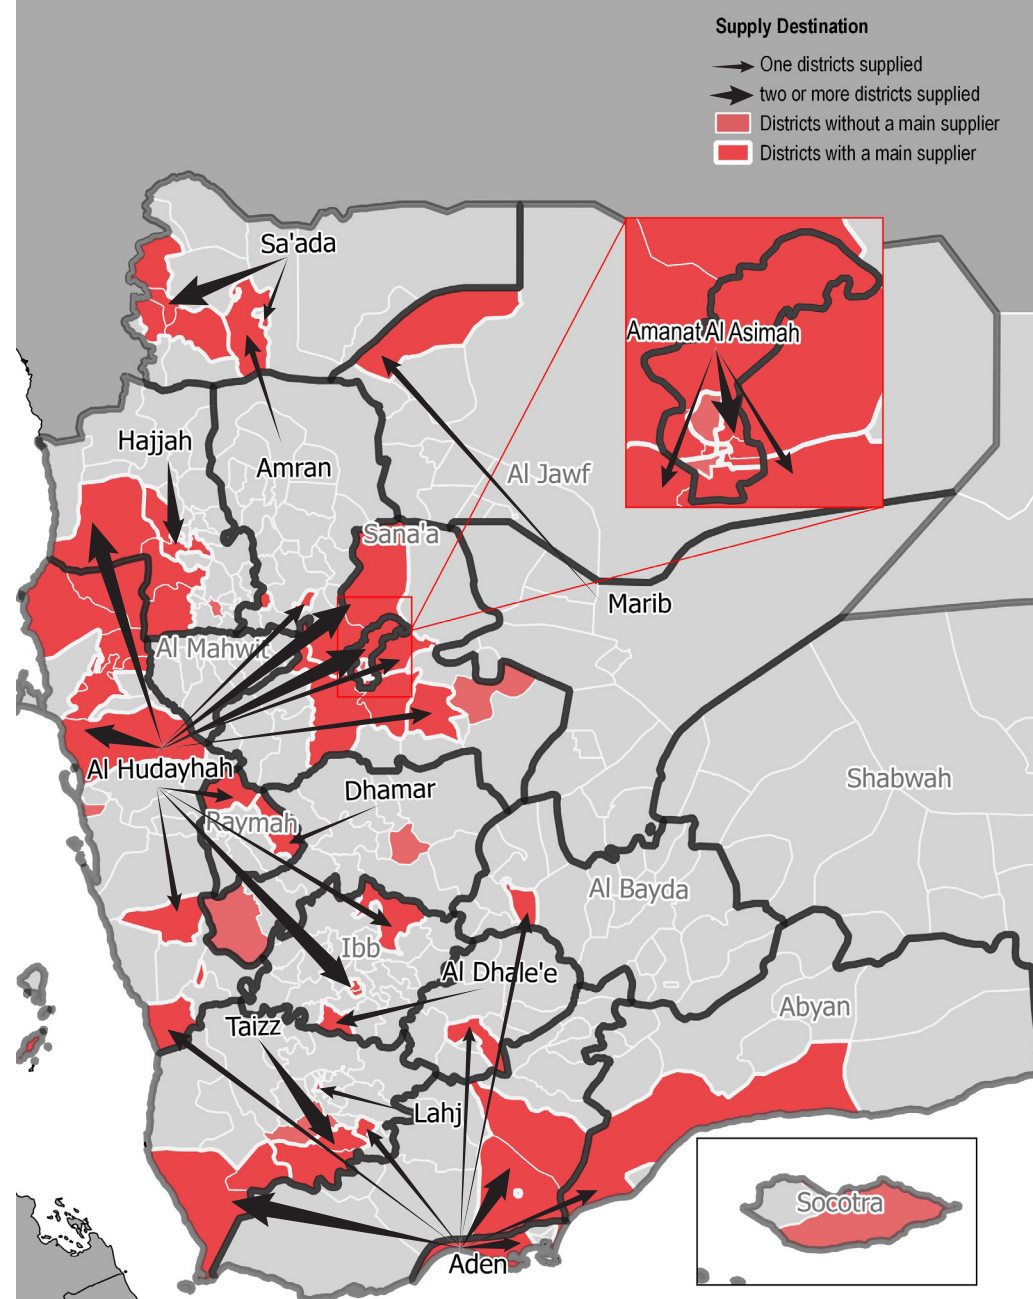 Supply Destination
One districts supplied
two or more districts supplied
Districts without a main supplier
Districts with a main supplier
Sa'ada
Amanat Al Asimah
Hajjah
Amran
Al Jawf
Sana'a
Marib
Al Mahwit
Al Hudayhah
Dhamar
Shabwah
Raymah
Al Bayda
Ibb
Al Dhale'e
Abyan
Taizz
Lahj
Socotra
Aden